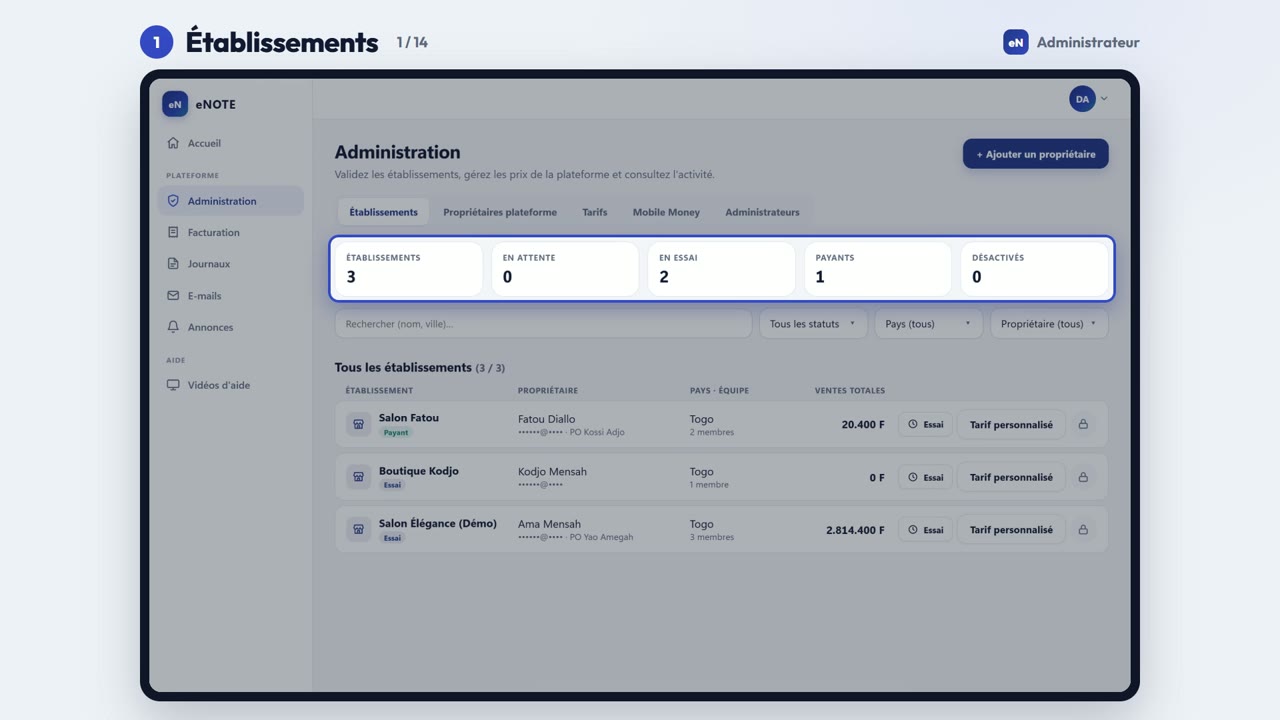 1 Établissements 1 / 14
eN Administrateur
eN eNOTE
DA
Accueil
PLATEFORME
Administration
Facturation
Journaux
E-mails
Annonces
AIDE
Vidéos d'aide
Administration
Validez les établissements, gérez les prix de la plateforme et consultez l'activité.
+ Ajouter un propriétaire
Établissements Propriétaires plateforme Tarifs Mobile Money Administrateurs
ÉTABLISSEMENTS EN ATTENTE EN ESSAI PAYANTS DÉSACTIVÉS
3 0 2 1 0
Rechercher (nom, ville)... Tous les statuts Pays (tous) Propriétaire (tous)
Tous les établissements (3 / 3)
ÉTABLISSEMENT PROPRIÉTAIRE PAYS · ÉQUIPE VENTES TOTALES
Salon Fatou Fatou Diallo Togo 20.400 F Essai Tarif personnalisé
Payant ••••••@•••• · PO Kossi Adjo 2 membres
Boutique Kodjo Kodjo Mensah Togo 0 F Essai Tarif personnalisé
Essai ••••••@•••• 1 membre
Salon Élégance (Démo) Ama Mensah Togo 2.814.400 F Essai Tarif personnalisé
Essai ••••••@•••• · PO Yao Amegah 3 membres